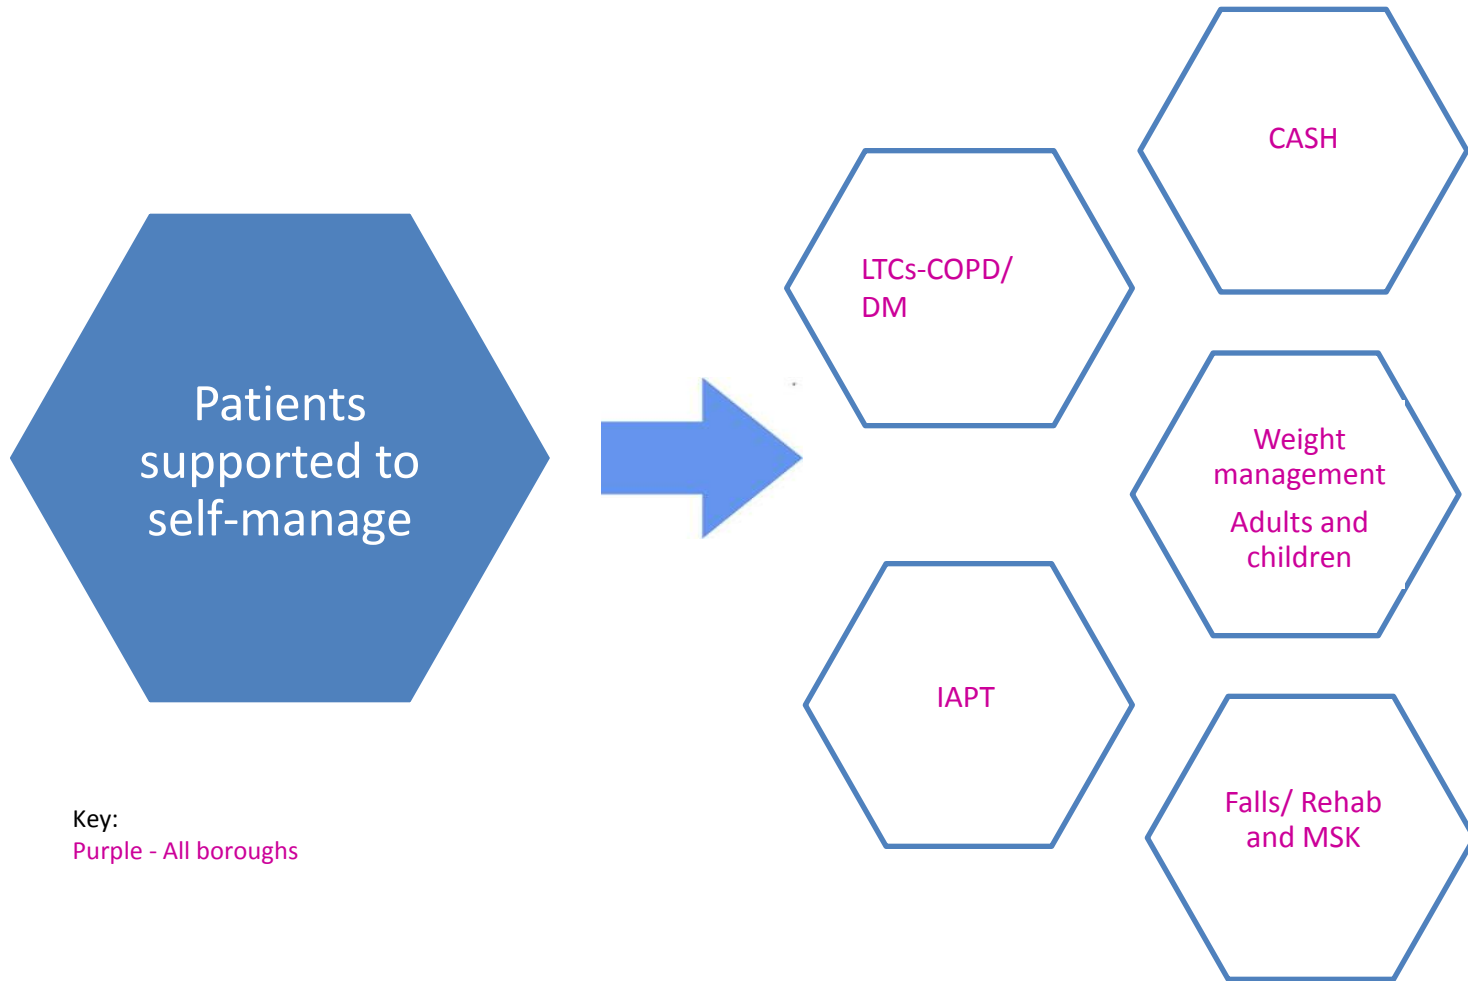 Patients
supported to
self-manage
CASH
LTCs-COPD/
DM
Weight
management
Adults and
children
IAPT
Falls/ Rehab
and MSK
Key:
Purple - All boroughs